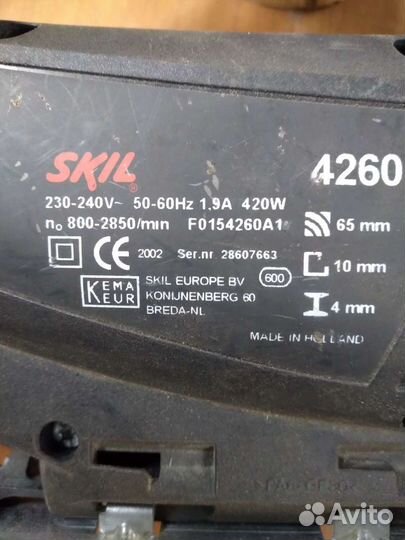 SKIL 4260
230-240V~ 50-60Hz 1.9A 420W
n₀ 800-2850/min F0154260A1
65 mm
CE 2002 Ser.nr 28607663
10 mm
KEMA KEUR
SKIL EUROPE BV 600
KONIJNENBERG 60
4 mm
BREDA-NL
MADE IN HOLLAND
Avito